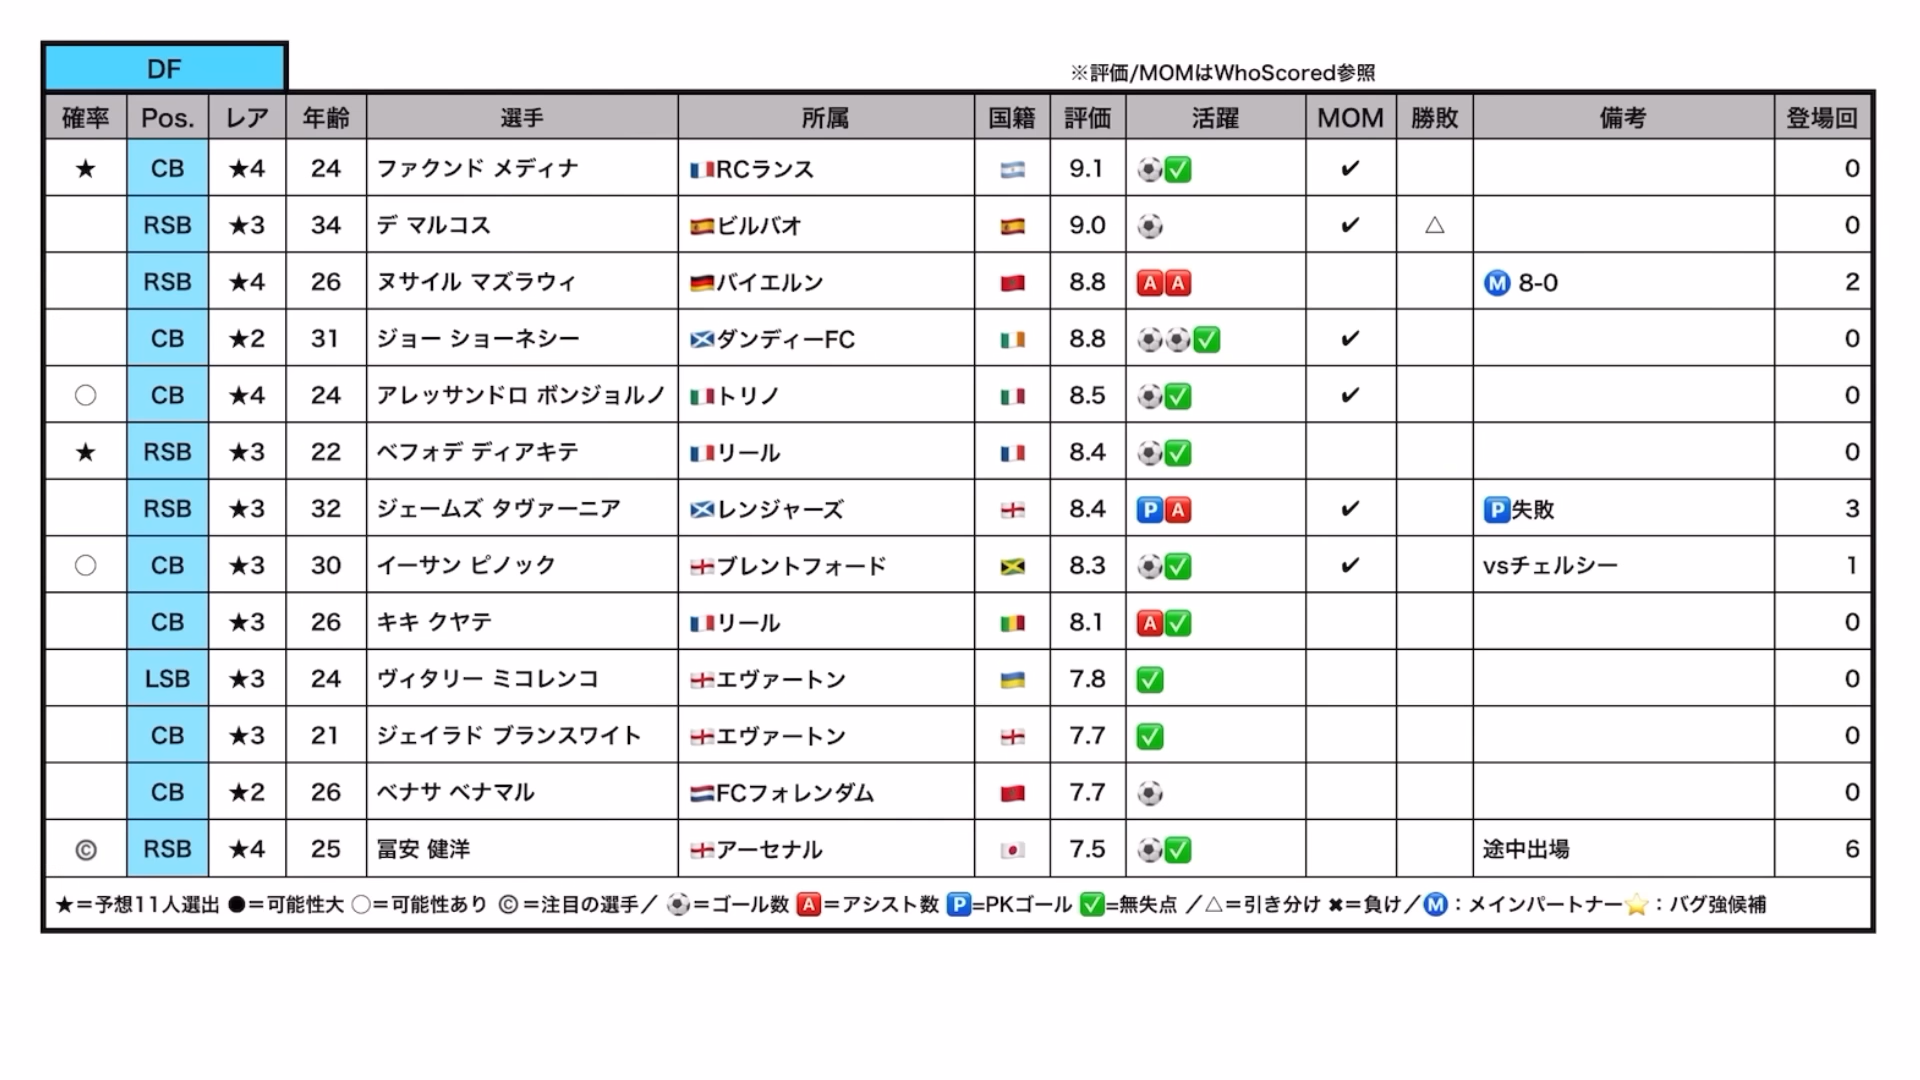 DF
※評価/MOMはWhoScored参照
確率 Pos. レア 年齢 選手 所属 国籍 評価 活躍 MOM 勝敗 備考 登場回
★ CB ★4 24 ファクンド メディナ 🇫🇷RCランス 🇦🇷 9.1 ⚽✅ ✔ 0
RSB ★3 34 デ マルコス 🇪🇸ビルバオ 🇪🇸 9.0 ⚽ ✔ △ 0
RSB ★4 26 ヌサイル マズラウィ 🇩🇪バイエルン 🇲🇦 8.8 🅰🅰 Ⓜ 8-0 2
CB ★2 31 ジョー ショーネシー 🏴󠁧󠁢󠁳󠁣󠁴󠁿ダンディーFC 🇮🇪 8.8 ⚽⚽✅ ✔ 0
○ CB ★4 24 アレッサンドロ ボンジョルノ 🇮🇹トリノ 🇮🇹 8.5 ⚽✅ ✔ 0
★ RSB ★3 22 ベフォデ ディアキテ 🇫🇷リール 🇫🇷 8.4 ⚽✅ 0
RSB ★3 32 ジェームズ タヴァーニア 🏴󠁧󠁢󠁳󠁣󠁴󠁿レンジャーズ 🏴󠁧󠁢󠁥󠁮󠁧󠁿 8.4 🅿🅰 ✔ 🅿失敗 3
○ CB ★3 30 イーサン ピノック 🏴󠁧󠁢󠁥󠁮󠁧󠁿ブレントフォード 🇯🇲 8.3 ⚽✅ ✔ vsチェルシー 1
CB ★3 26 キキ クヤテ 🇫🇷リール 🇲🇱 8.1 🅰✅ 0
LSB ★3 24 ヴィタリー ミコレンコ 🏴󠁧󠁢󠁥󠁮󠁧󠁿エヴァートン 🇺🇦 7.8 ✅ 0
CB ★3 21 ジェイラド ブランスワイト 🏴󠁧󠁢󠁥󠁮󠁧󠁿エヴァートン 🏴󠁧󠁢󠁥󠁮󠁧󠁿 7.7 ✅ 0
CB ★2 26 ベナサ ベナマル 🇳🇱FCフォレンダム 🇲🇦 7.7 ⚽ 0
© RSB ★4 25 冨安 健洋 🏴󠁧󠁢󠁥󠁮󠁧󠁿アーセナル 🇯🇵 7.5 ⚽✅ 途中出場 6
★＝予想11人選出 ●＝可能性大 ○＝可能性あり ©＝注目の選手／ ⚽＝ゴール数 🅰＝アシスト数 🅿=PKゴール ✅=無失点 ／△＝引き分け ✖＝負け／Ⓜ：メインパートナー⭐：バグ強候補